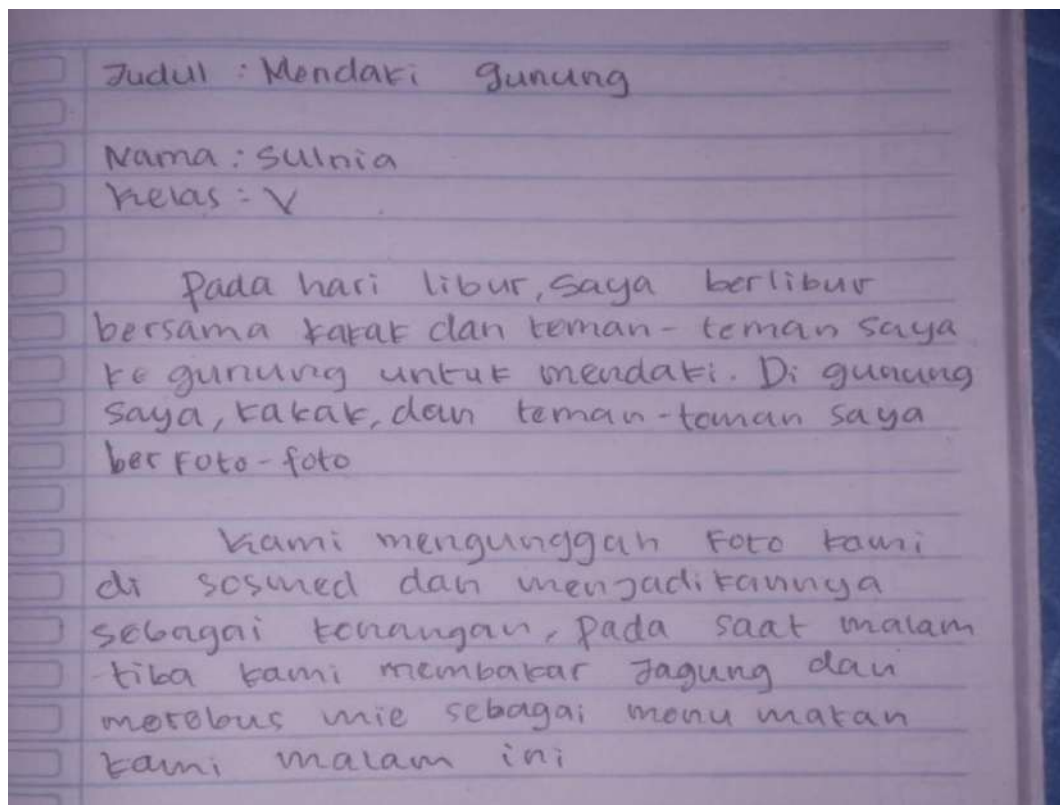 Judul : Mendaki gunung
Nama : Sulnia
Kelas : V
Pada hari libur, saya berlibur
bersama kakak dan teman-teman saya
ke gunung untuk mendaki. Di gunung
saya, kakak, dan teman-teman saya
ber foto-foto
Kami mengunggah foto kami
di sosmed dan menjadikannya
sebagai kenangan, pada saat malam
tiba kami membakar Jagung dan
merebus mie sebagai menu makan
kami malam ini